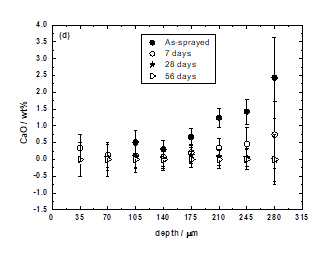 (d)
As-sprayed
7 days
28 days
56 days
CaO / wt%
4.0
3.5
3.0
2.5
2.0
1.5
1.0
0.5
0.0
-0.5
-1.0
-1.5
0 35 70 105 140 175 210 245 280 315
depth / μm